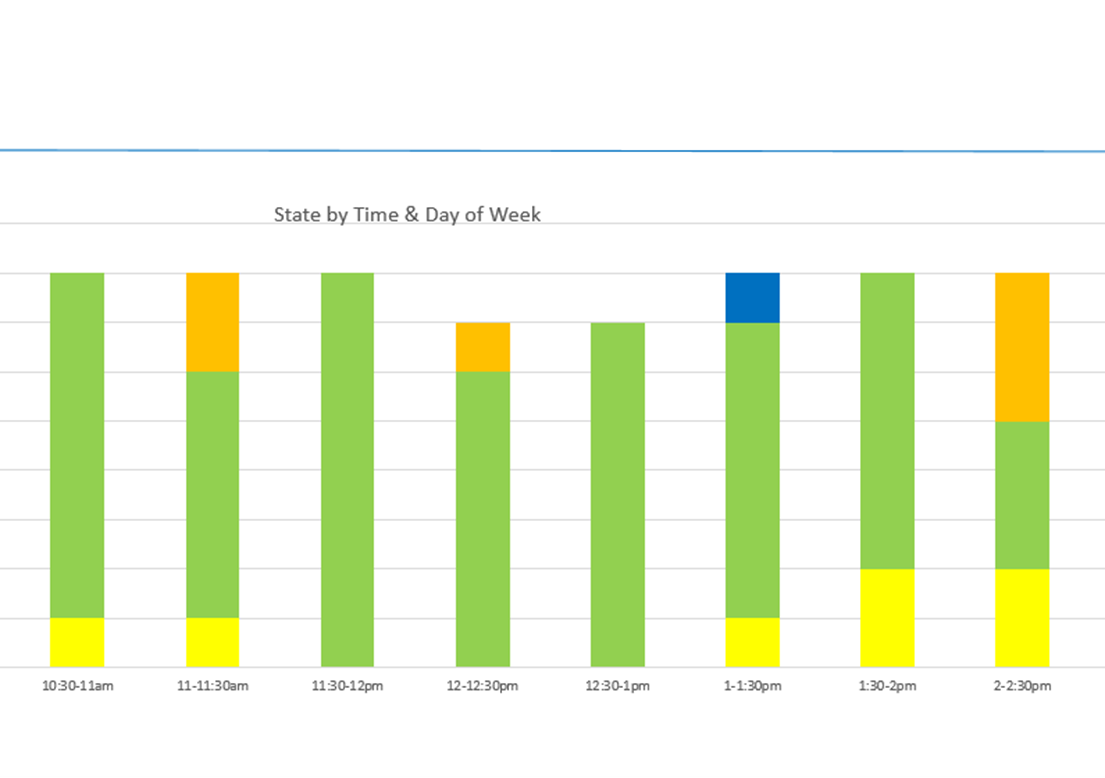 State by Time & Day of Week
10:30-11am
11-11:30am
11:30-12pm
12-12:30pm
12:30-1pm
1-1:30pm
1:30-2pm
2-2:30pm